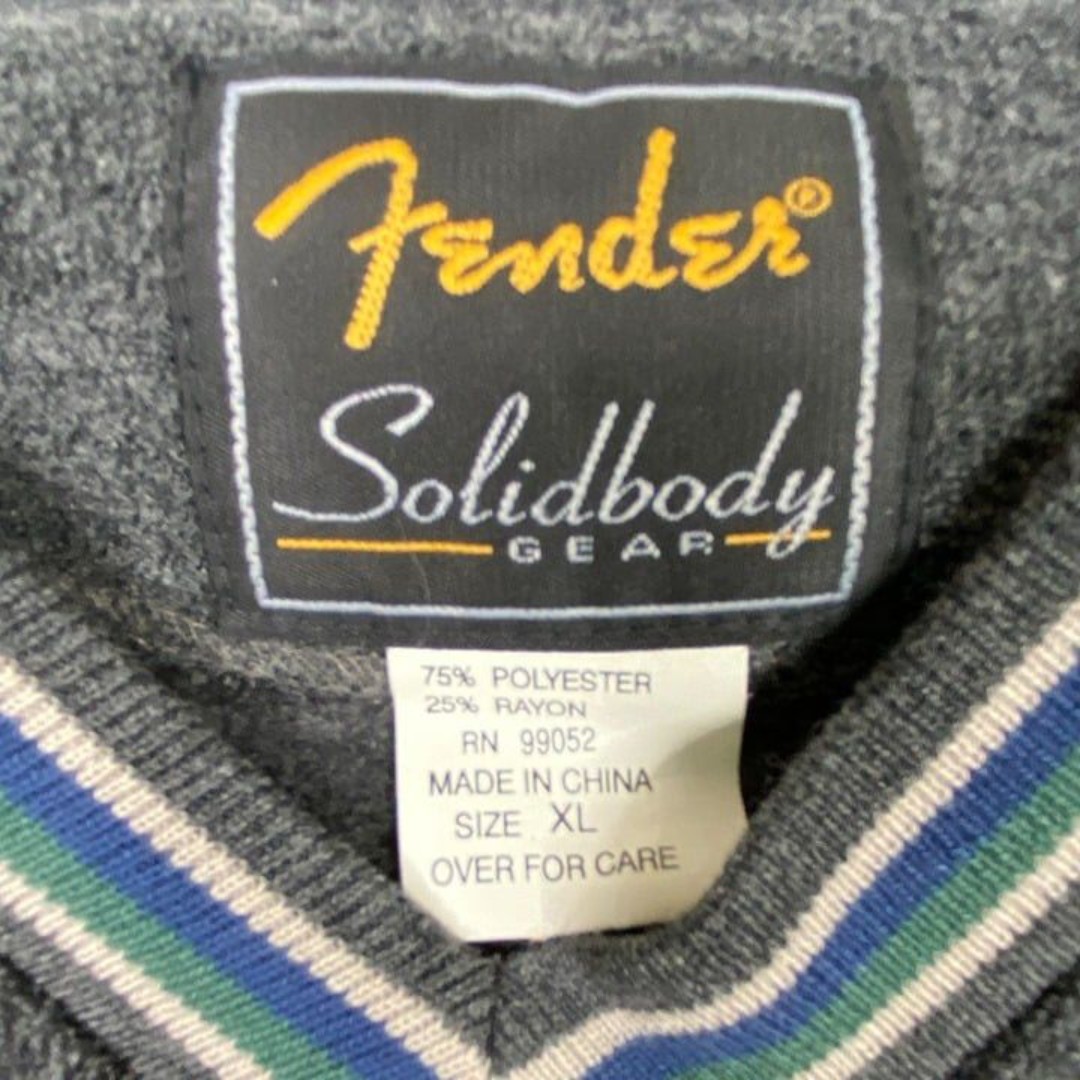 Fender®
Solidbody
GEAR
75% POLYESTER
25% RAYON
RN 99052
MADE IN CHINA
SIZE XL
OVER FOR CARE